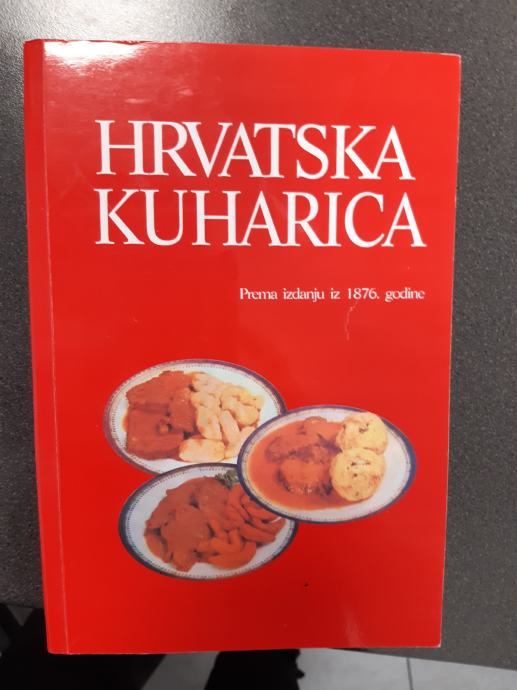 HRVATSKA
KUHARICA
Prema izdanju iz 1876. godine